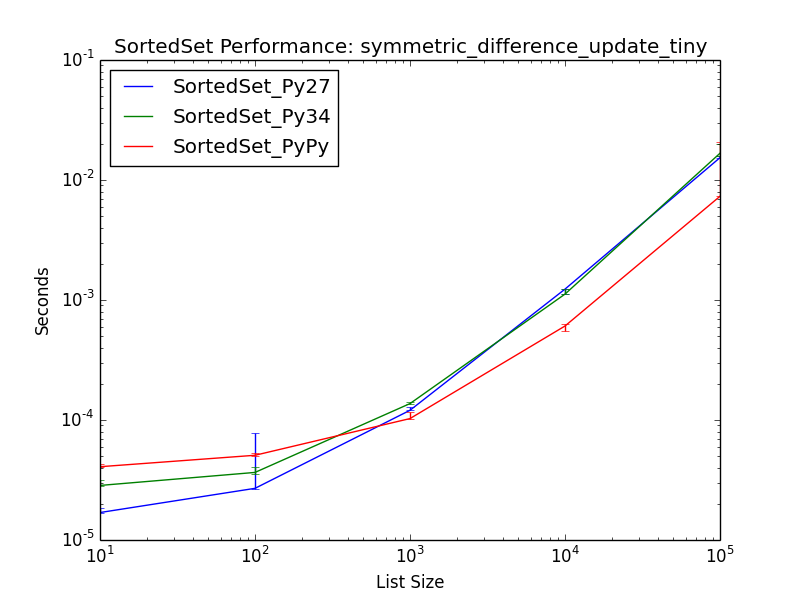 SortedSet Performance: symmetric_difference_update_tiny
10^-1
SortedSet_Py27
SortedSet_Py34
SortedSet_PyPy
10^-2
10^-3
10^-4
10^-5
Seconds
10^1 10^2 10^3 10^4 10^5
List Size